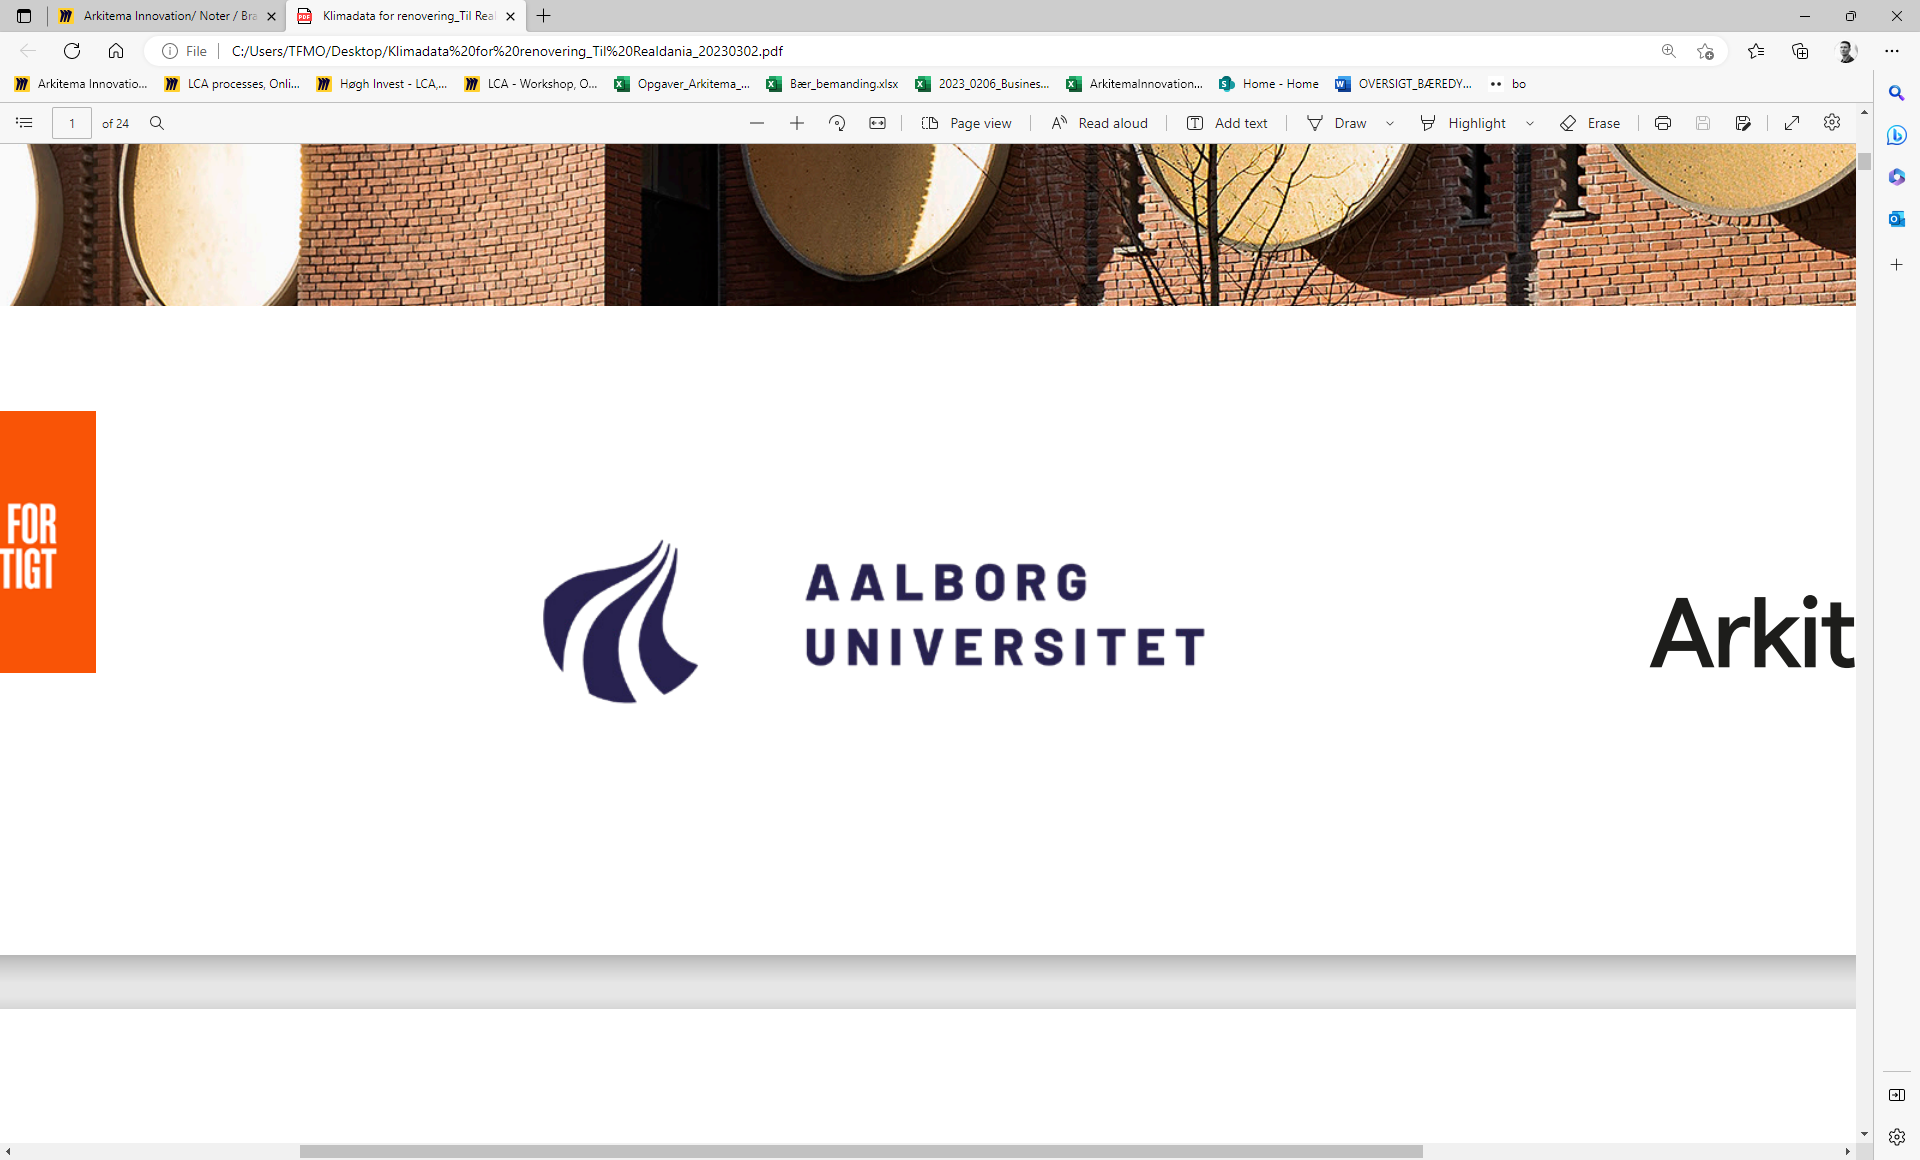 Arkitema Innovation/ Noter / Bra
Klimadata for renovering_Til Real
File
C:/Users/TFMO/Desktop/Klimadata%20for%20renovering_Til%20Realdania_20230302.pdf
Arkitema Innovatio...
LCA processes, Onli...
Høgh Invest - LCA,...
LCA - Workshop, O...
Opgaver_Arkitema_...
Bær_bemanding.xlsx
2023_0206_Busines...
ArkitemaInnovation...
Home - Home
OVERSIGT_BÆREDY...
bo
1
of 24
Page view
Read aloud
Add text
Draw
Highlight
Erase
FOR
TIGT
AALBORG
UNIVERSITET
Arkit